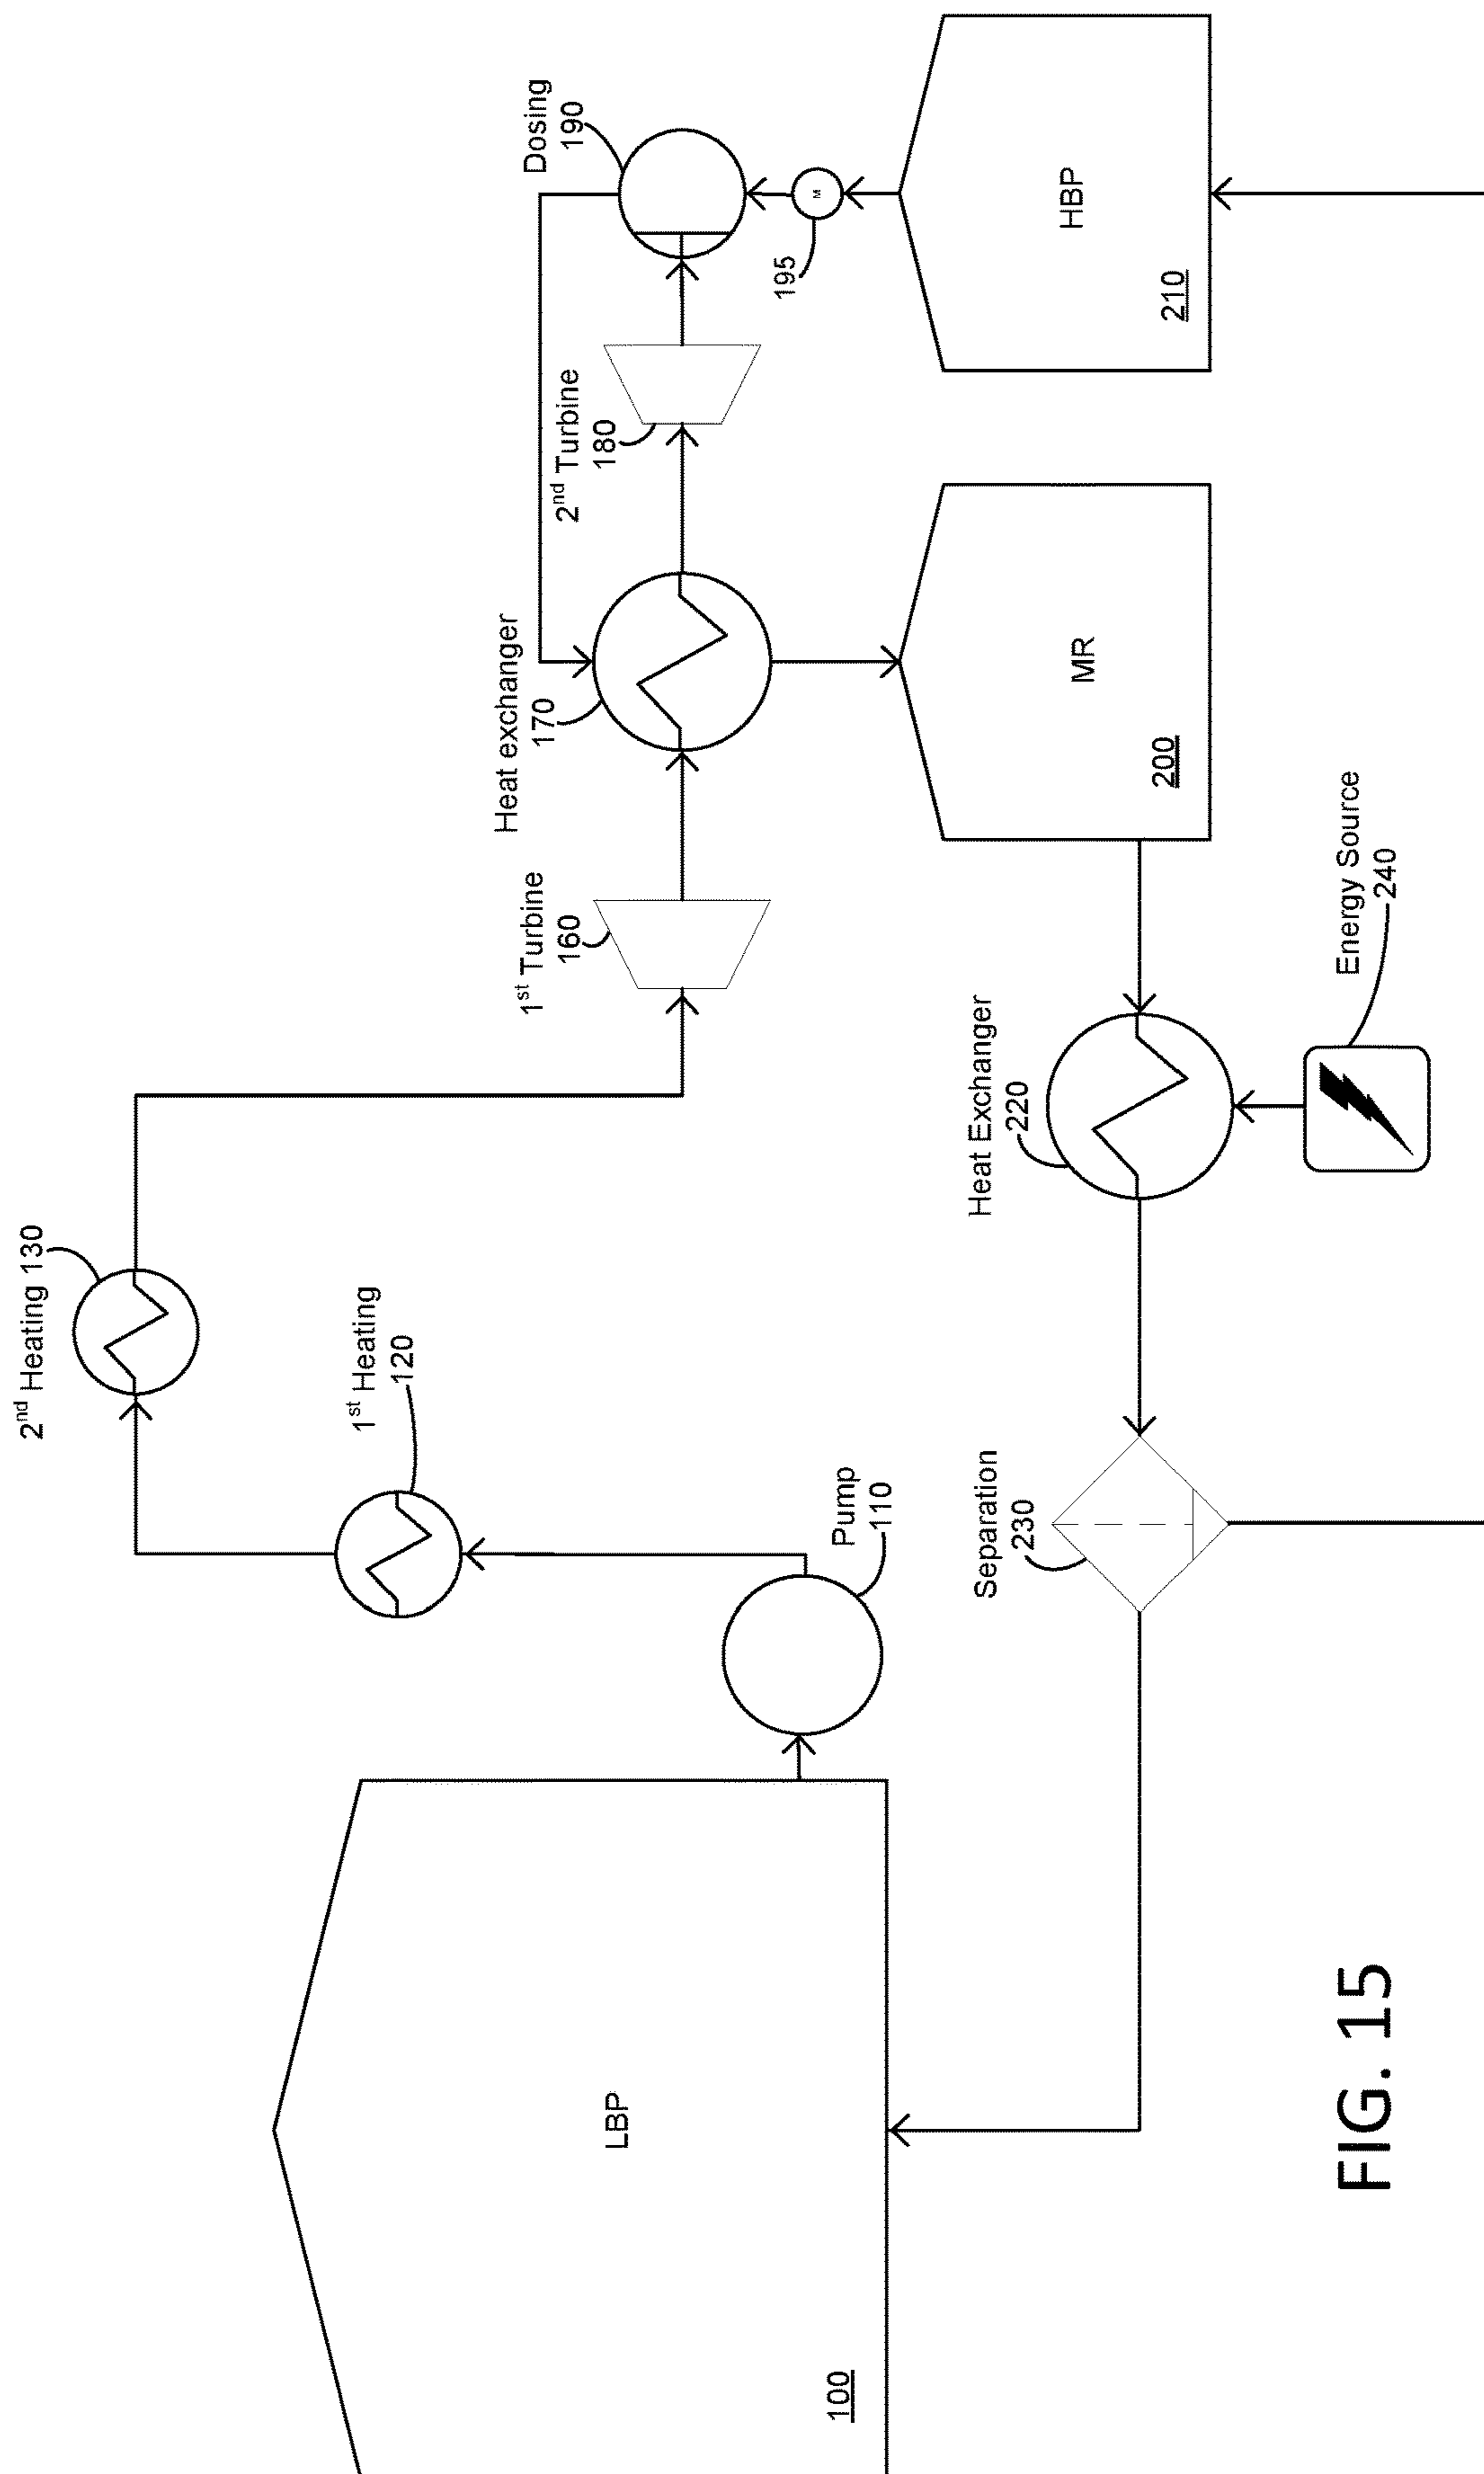 2nd Heating 130
1st Heating
120
Pump
110
LBP
100
1st Turbine
160
Heat exchanger
170
2nd Turbine
180
Dosing
190
M
195
HBP
210
MR
200
Heat Exchanger
220
Energy Source
240
Separation
230
FIG. 15